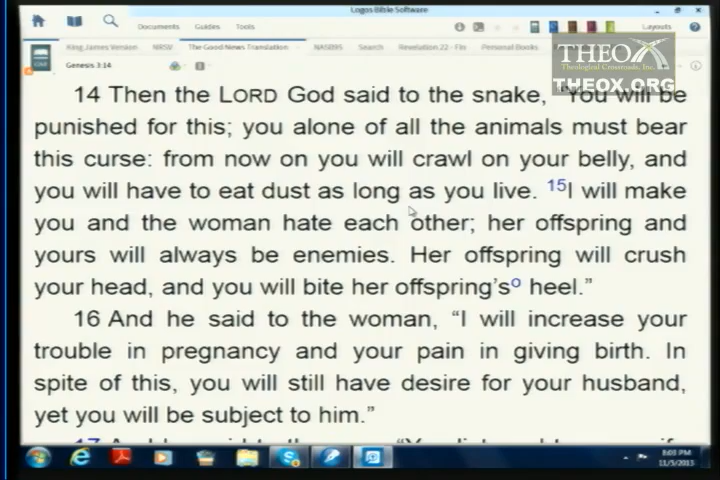 Logos Bible Software
Documents Guides Tools Layouts
King James Version NRSV The Good News Translation NASB95 Search Revelation 22 - Fin Personal Books
Genesis 3:14
THEOX
Theological Crossroads, Inc.
THEOX.ORG
14 Then the LORD God said to the snake, “You will be
punished for this; you alone of all the animals must bear
this curse: from now on you will crawl on your belly, and
you will have to eat dust as long as you live. 15 I will make
you and the woman hate each other; her offspring and
yours will always be enemies. Her offspring will crush
your head, and you will bite her offspring’s o heel.”
16 And he said to the woman, “I will increase your
trouble in pregnancy and your pain in giving birth. In
spite of this, you will still have desire for your husband,
yet you will be subject to him.”
8:03 PM
11/5/2013